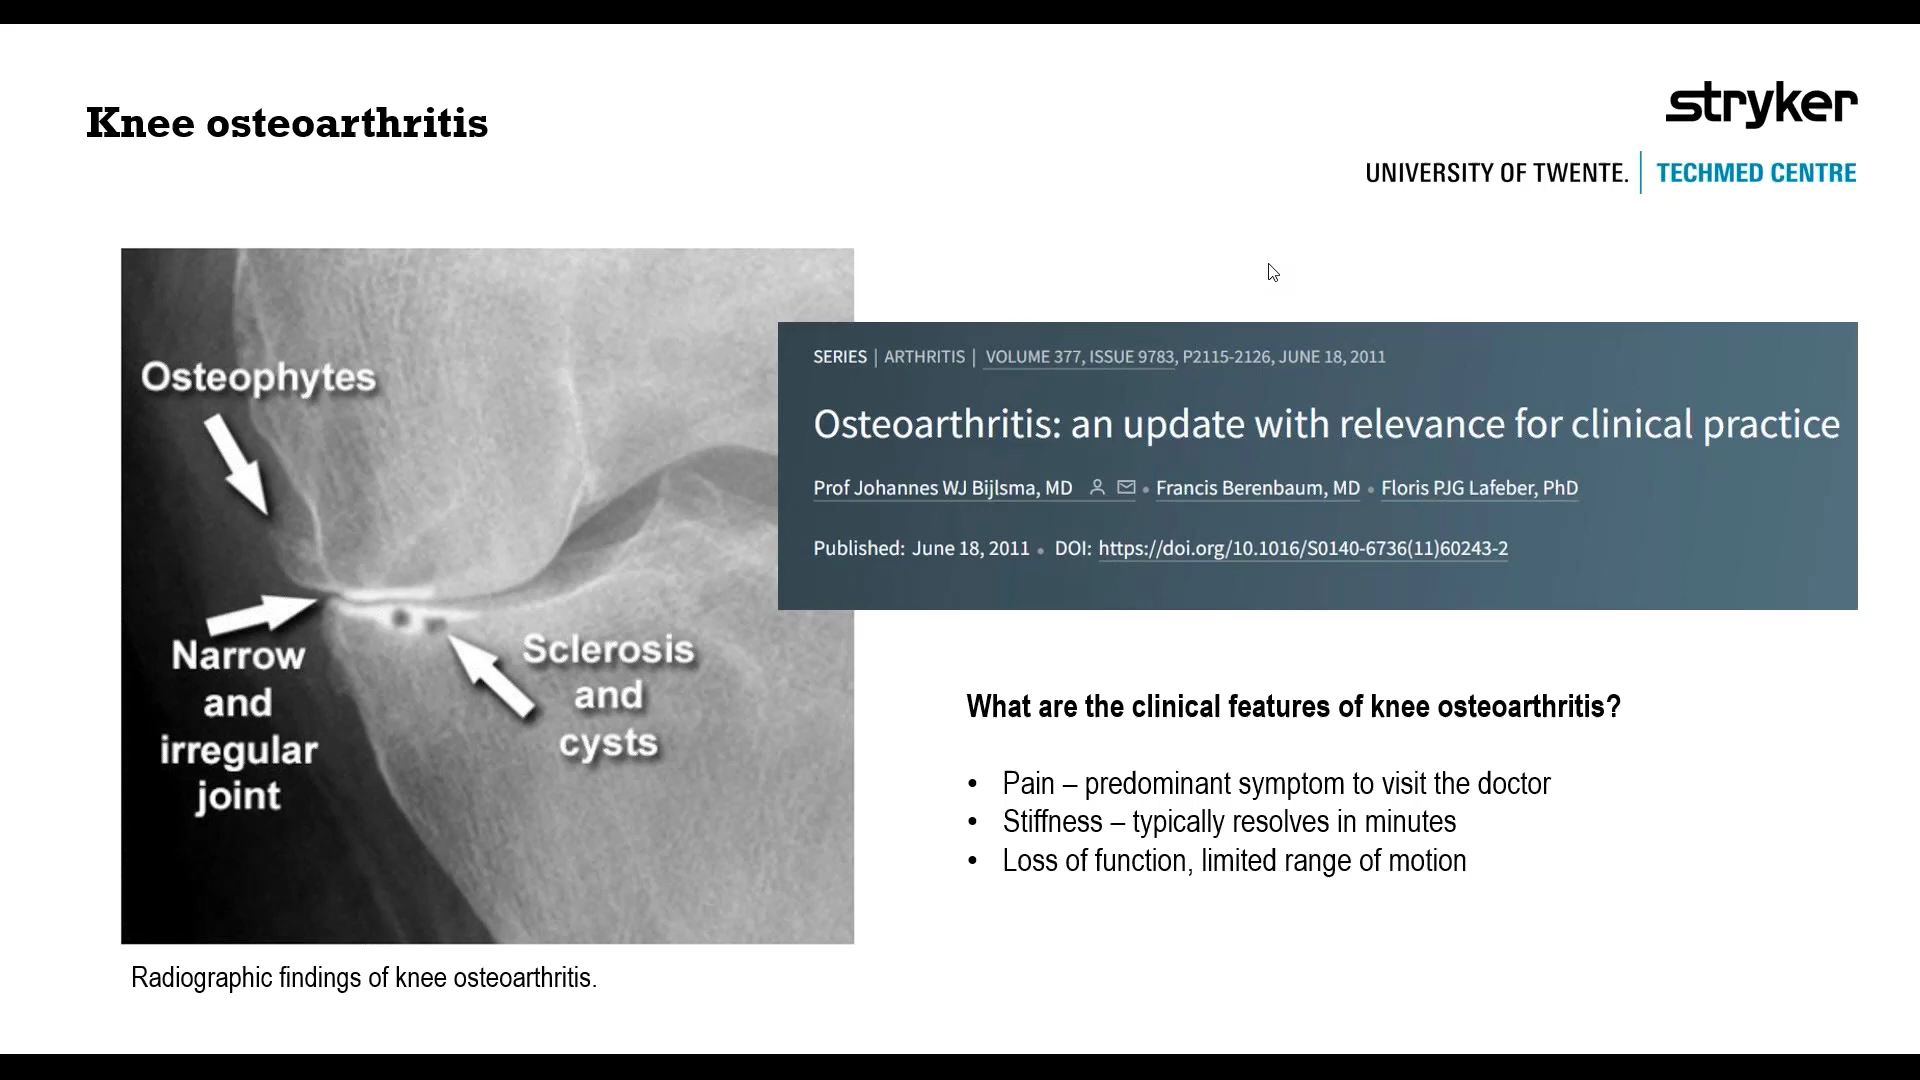 Knee osteoarthritis
stryker
UNIVERSITY OF TWENTE. | TECHMED CENTRE
Osteophytes
Narrow
and
irregular
joint
Sclerosis
and
cysts
Radiographic findings of knee osteoarthritis.
SERIES | ARTHRITIS | VOLUME 377, ISSUE 9783, P2115-2126, JUNE 18, 2011
Osteoarthritis: an update with relevance for clinical practice
Prof Johannes WJ Bijlsma, MD • Francis Berenbaum, MD • Floris PJG Lafeber, PhD
Published: June 18, 2011 • DOI: https://doi.org/10.1016/S0140-6736(11)60243-2
What are the clinical features of knee osteoarthritis?
• Pain – predominant symptom to visit the doctor
• Stiffness – typically resolves in minutes
• Loss of function, limited range of motion